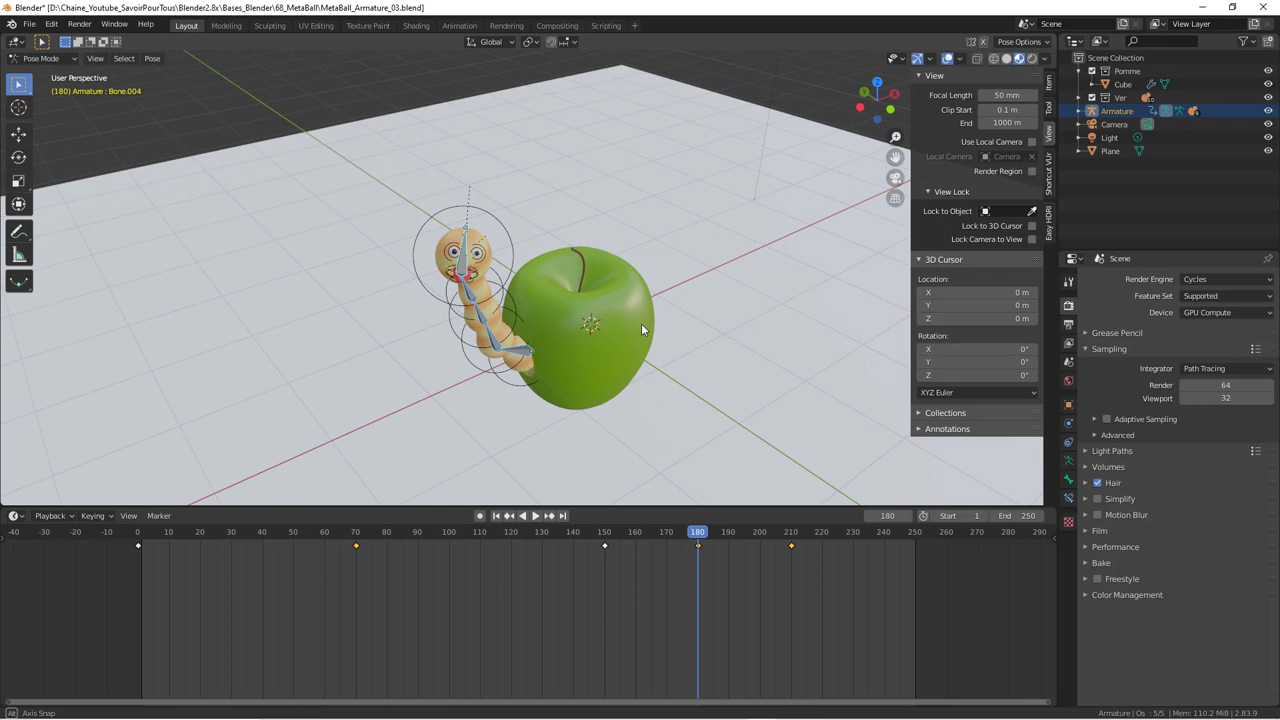 Blender* [D:\Chaine_Youtube_SavoirPourTous\Blender2.8x\Bases_Blender\68_MetaBall\MetaBall_Armature_03.blend]
File Edit Render Window Help Layout Modeling Sculpting UV Editing Texture Paint Shading Animation Rendering Compositing Scripting + Scene View Layer
Global Pose Options
Pose Mode View Select Pose
User Perspective
(180) Armature : Bone.004
View
Focal Length 50 mm
Clip Start 0.1 m
End 1000 m
Use Local Camera
Local Camera Camera
Render Region
View Lock
Lock to Object
Lock to 3D Cursor
Lock Camera to View
3D Cursor
Location:
X 0 m
Y 0 m
Z 0 m
Rotation:
X 0°
Y 0°
Z 0°
XYZ Euler
Collections
Annotations
Item
Tool
View
Shortcut VUr
Easy HDRI
Scene Collection
Pomme
Cube
Ver
Armature
Camera
Light
Plane
Scene
Render Engine Cycles
Feature Set Supported
Device GPU Compute
Grease Pencil
Sampling
Integrator Path Tracing
Render 64
Viewport 32
Adaptive Sampling
Advanced
Light Paths
Volumes
Hair
Simplify
Motion Blur
Film
Performance
Bake
Freestyle
Color Management
Playback Keying View Marker 180 Start 1 End 250
-40 -30 -20 -10 0 10 20 30 40 50 60 70 80 90 100 110 120 130 140 150 160 170 180 190 200 210 220 230 240 250 260 270 280 290
Alt Axis Snap Armature | Os : 5/5 | Mem: 110.2 MiB | 2.83.9